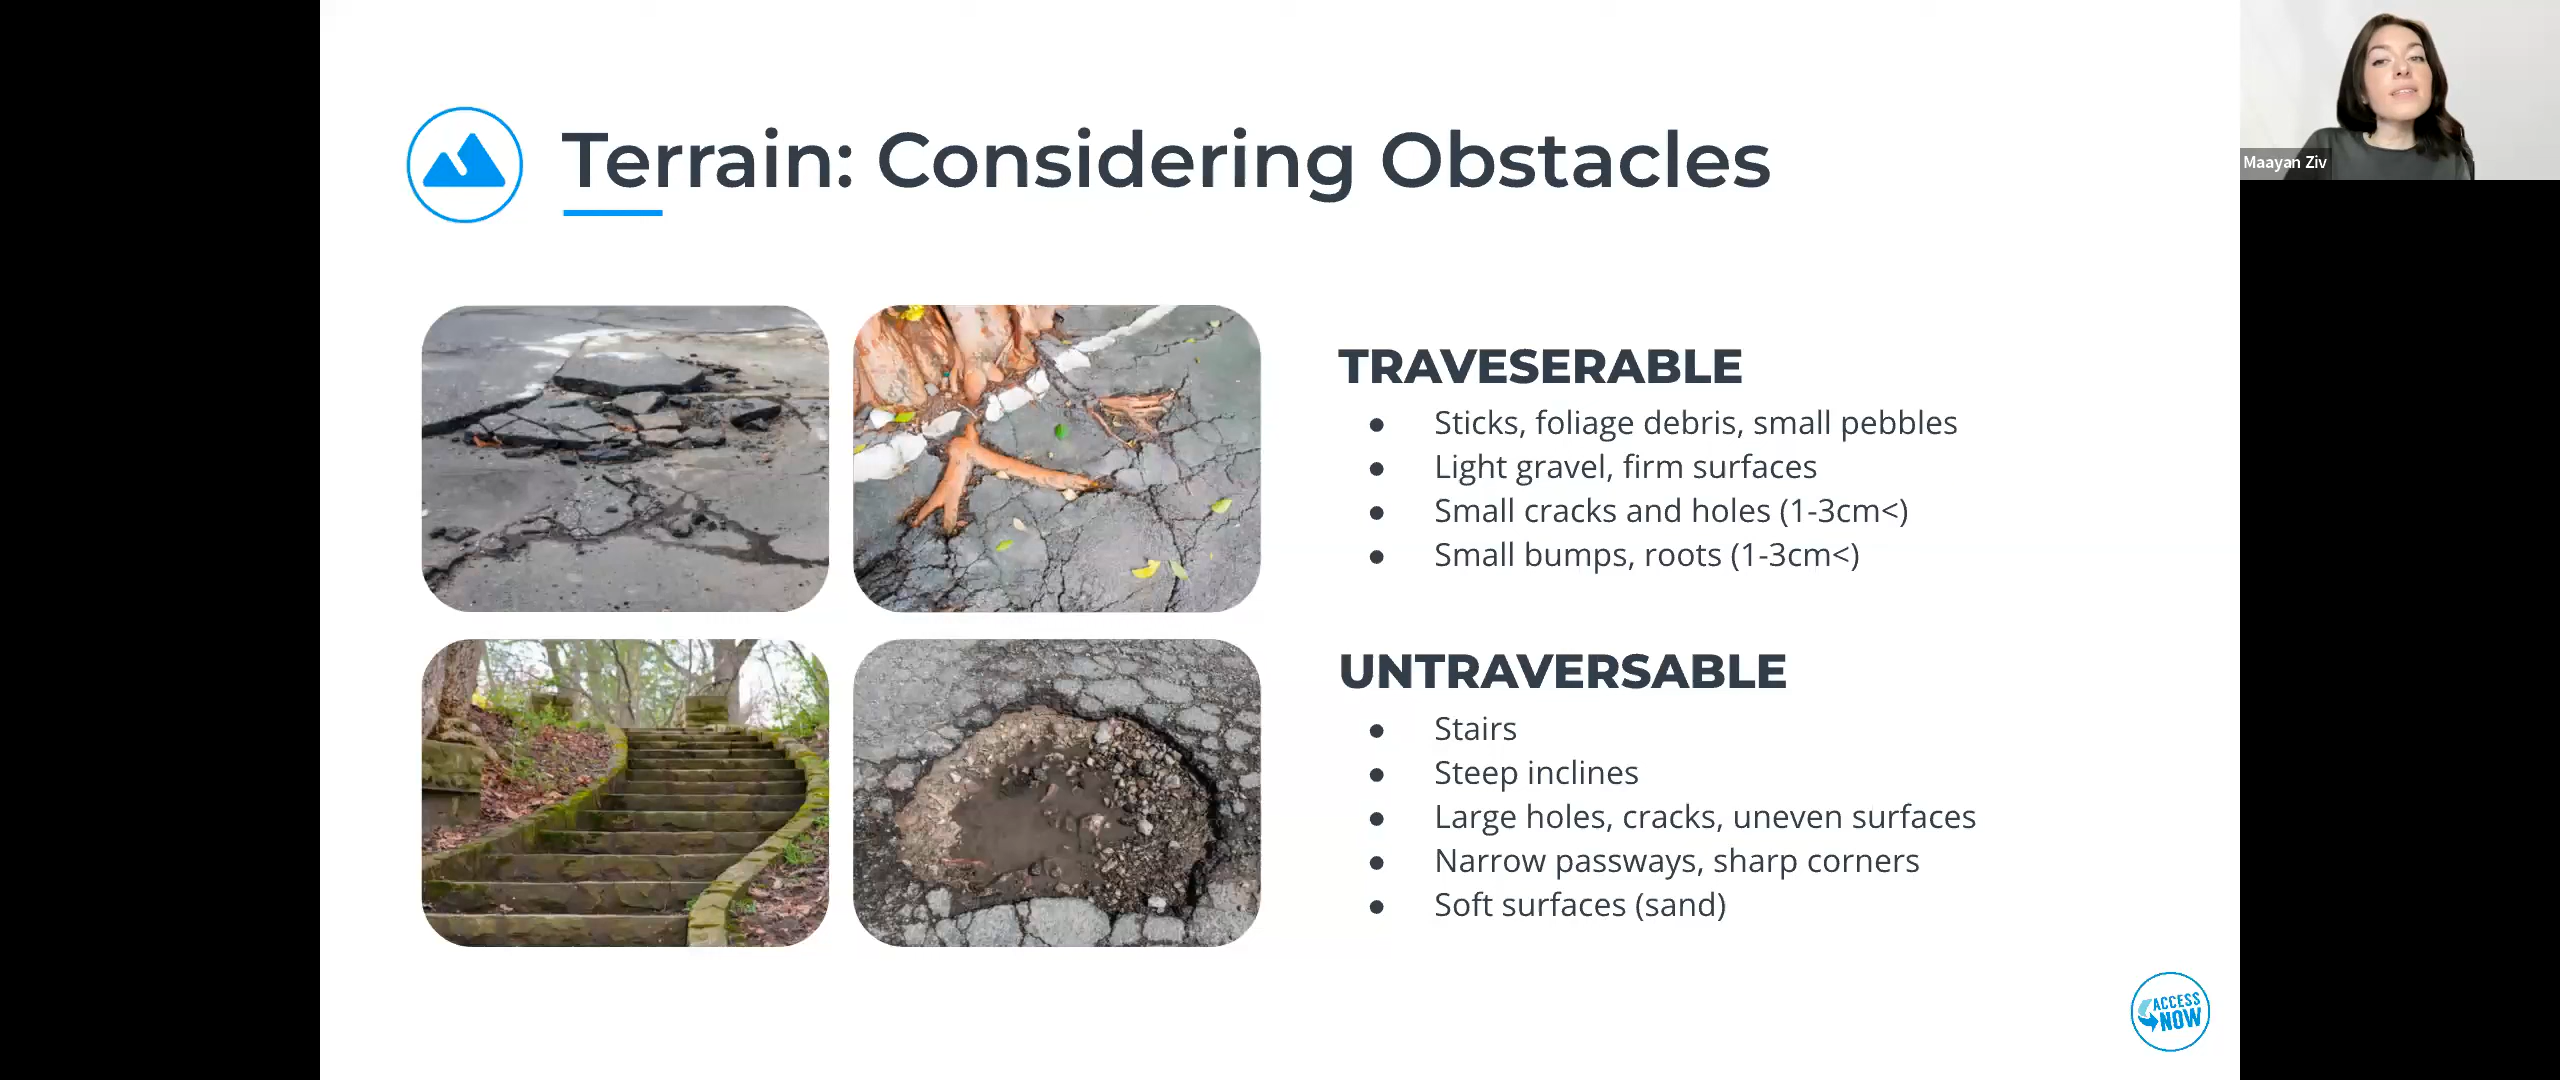 Terrain: Considering Obstacles
Maayan Ziv
TRAVESERABLE
● Sticks, foliage debris, small pebbles
● Light gravel, firm surfaces
● Small cracks and holes (1-3cm<)
● Small bumps, roots (1-3cm<)
UNTRAVERSABLE
● Stairs
● Steep inclines
● Large holes, cracks, uneven surfaces
● Narrow passways, sharp corners
● Soft surfaces (sand)
ACCESS
NOW